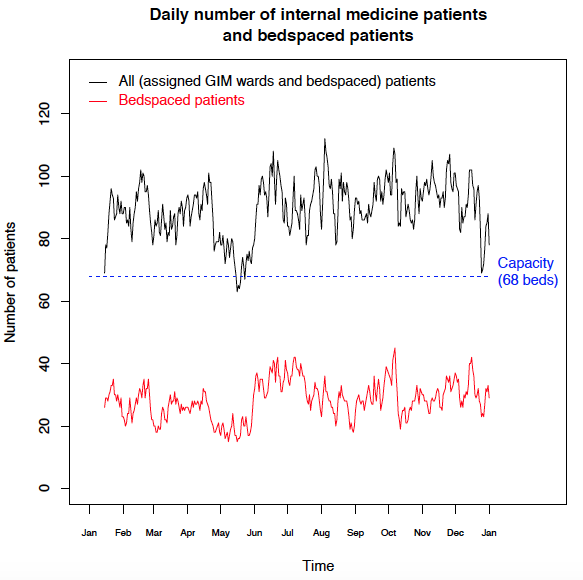 Daily number of internal medicine patients
and bedspaced patients
All (assigned GIM wards and bedspaced) patients
Bedspaced patients
Number of patients
120
100
80
60
40
20
0
Capacity
(68 beds)
Jan Feb Mar Apr May Jun Jul Aug Sep Oct Nov Dec Jan
Time